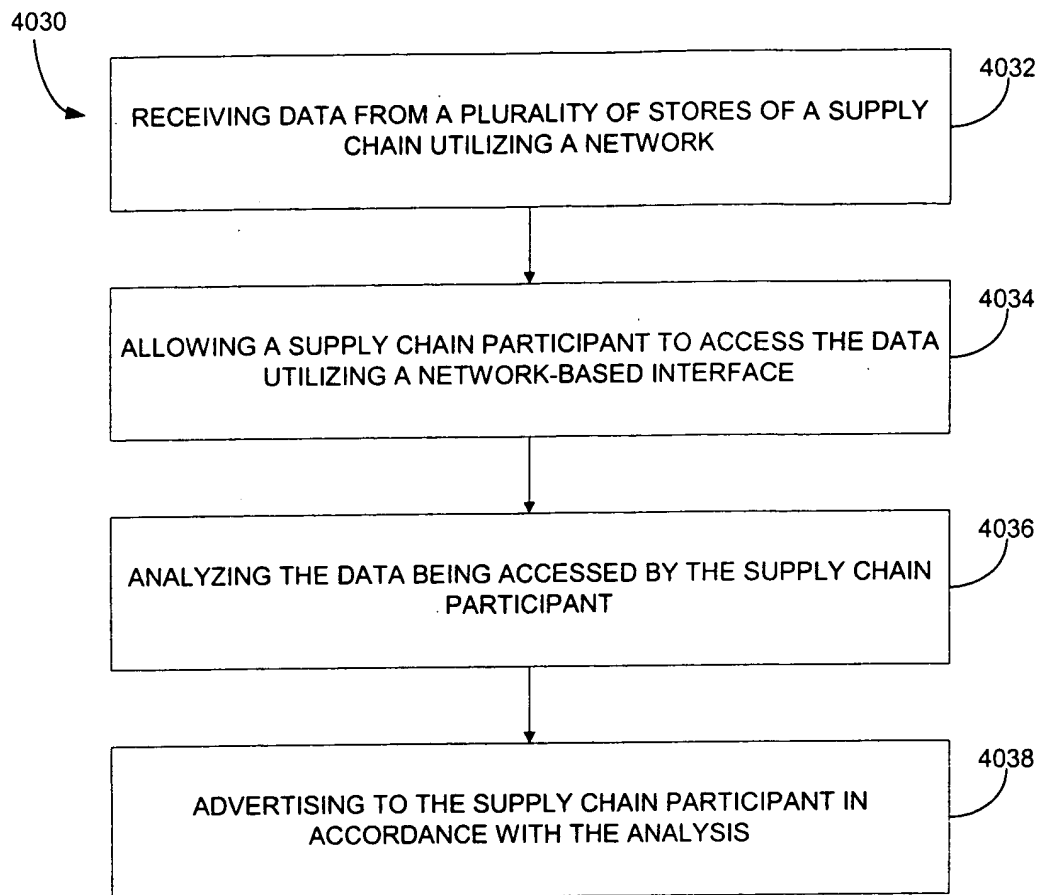 4030
4032
RECEIVING DATA FROM A PLURALITY OF STORES OF A SUPPLY
CHAIN UTILIZING A NETWORK
4034
ALLOWING A SUPPLY CHAIN PARTICIPANT TO ACCESS THE DATA
UTILIZING A NETWORK-BASED INTERFACE
4036
ANALYZING THE DATA BEING ACCESSED BY THE SUPPLY CHAIN
PARTICIPANT
4038
ADVERTISING TO THE SUPPLY CHAIN PARTICIPANT IN
ACCORDANCE WITH THE ANALYSIS